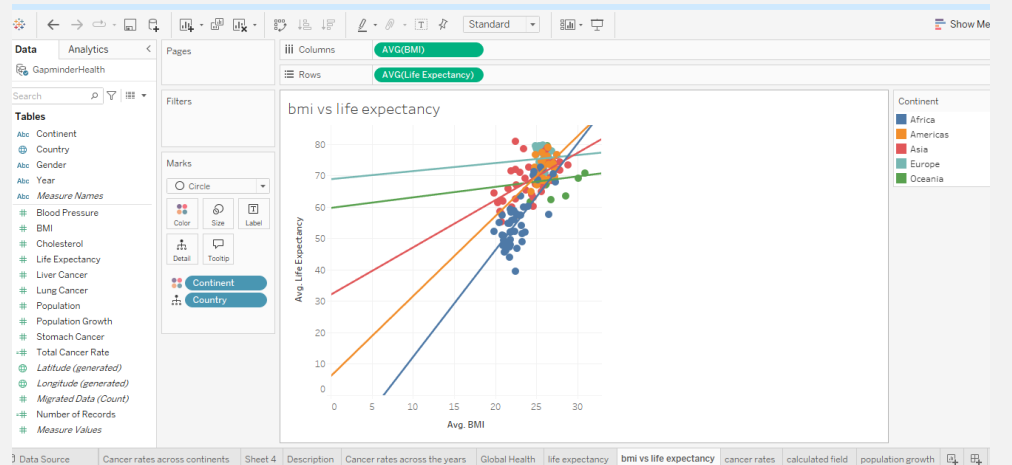 Standard
Show Me
Data
Analytics
GapminderHealth
Search
Tables
Abc Continent
Country
Abc Gender
Abc Year
Abc Measure Names
# Blood Pressure
# BMI
# Cholesterol
# Life Expectancy
# Liver Cancer
# Lung Cancer
# Population
# Population Growth
# Stomach Cancer
=# Total Cancer Rate
Latitude (generated)
Longitude (generated)
# Migrated Data (Count)
=# Number of Records
# Measure Values
Pages
Filters
Marks
Circle
Color Size Label
Detail Tooltip
Continent
Country
Columns
AVG(BMI)
Rows
AVG(Life Expectancy)
bmi vs life expectancy
Avg. Life Expectancy
80
70
60
50
40
30
20
10
0
0 5 10 15 20 25 30
Avg. BMI
Continent
Africa
Americas
Asia
Europe
Oceania
Data Source Cancer rates across continents Sheet 4 Description Cancer rates across the years Global Health life expectancy bmi vs life expectancy cancer rates calculated field population growth